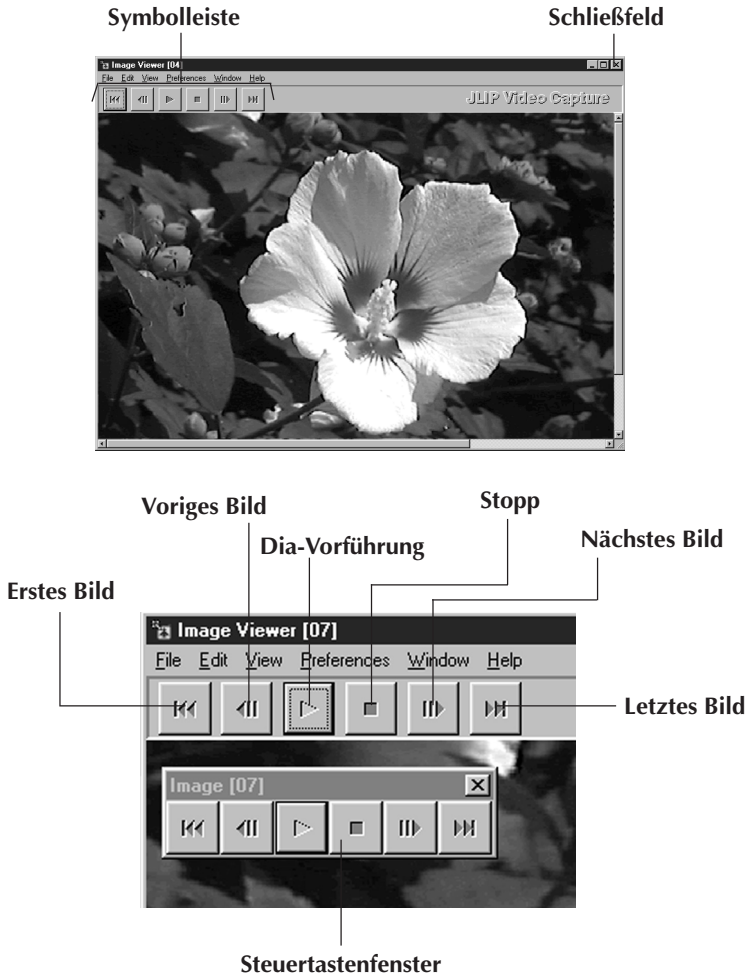 Symbolleiste
Schließfeld
Image Viewer [04]
File Edit View Preferences Window Help
JLIP Video Capture
Voriges Bild
Stopp
Dia-Vorführung
Nächstes Bild
Erstes Bild
Image Viewer [07]
File Edit View Preferences Window Help
Letztes Bild
Image [07]
Steuertastenfenster